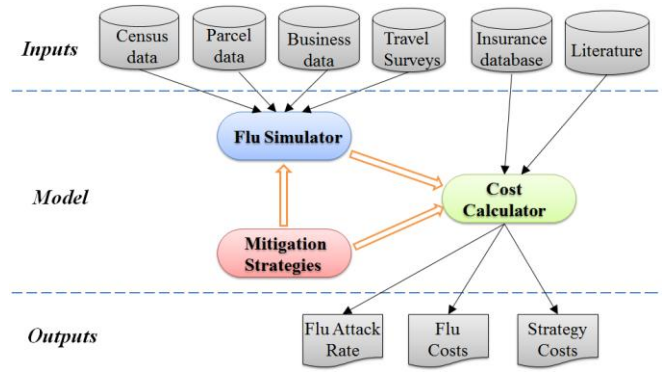 Inputs
Census
data
Parcel
data
Business
data
Travel
Surveys
Insurance
database
Literature
Model
Flu Simulator
Cost
Calculator
Mitigation
Strategies
Outputs
Flu Attack
Rate
Flu
Costs
Strategy
Costs